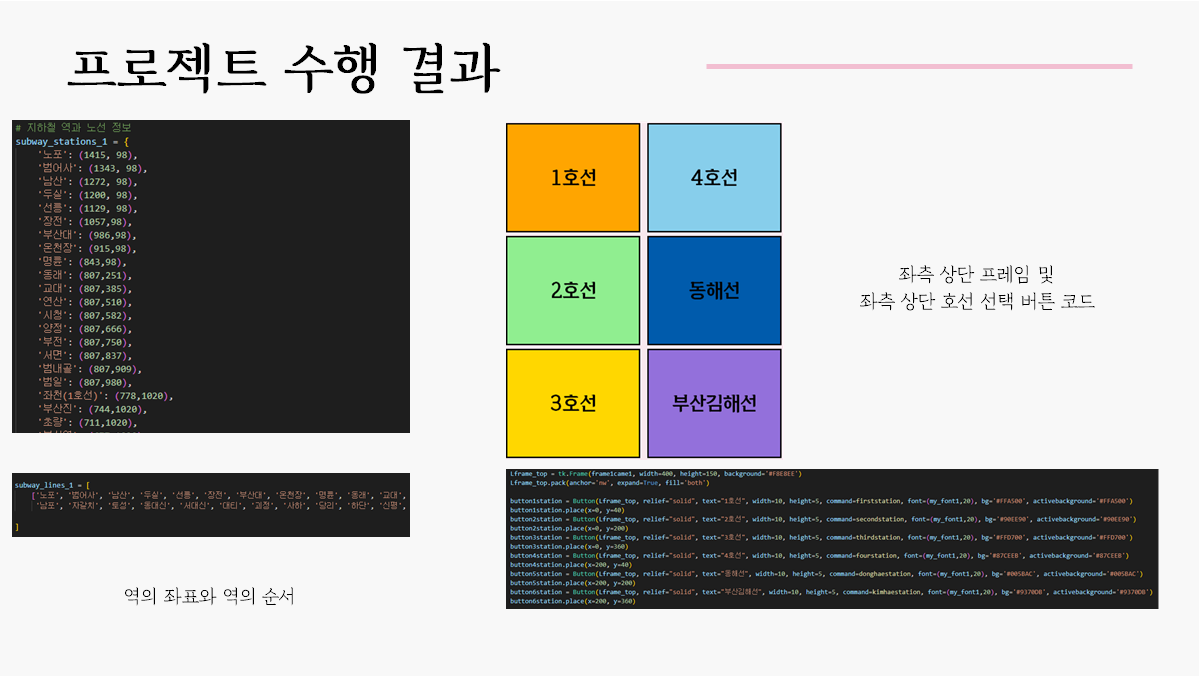 프로젝트 수행 결과
# 지하철 역과 노선 정보
subway_stations_1 = {
'노포': (1415, 98),
'범어사': (1343, 98),
'남산': (1272, 98),
'두실': (1200, 98),
'선릉': (1129, 98),
'장전': (1057,98),
'부산대': (986,98),
'온천장': (915,98),
'명륜': (843,98),
'동래': (807,251),
'교대': (807,385),
'연산': (807,510),
'시청': (807,582),
'양정': (807,666),
'부전': (807,750),
'서면': (807,837),
'범내골': (807,909),
'범일': (807,980),
'좌천(1호선)': (778,1020),
'부산진': (744,1020),
'초량': (711,1020),
subway_lines_1 = [
['노포', '범어사', '남산', '두실', '선릉', '장전', '부산대', '온천장', '명륜', '동래', '교대',
'남포', '자갈치', '토성', '동대신', '서대신', '대티', '괴정', '사하', '당리', '하단', '신평',
]
역의 좌표와 역의 순서
1호선
4호선
2호선
동해선
3호선
부산김해선
좌측 상단 프레임 및
좌측 상단 호선 선택 버튼 코드
Lframe_top = tk.Frame(frame1came1, width=400, height=150, background='#F8E8EE')
Lframe_top.pack(anchor='nw', expand=True, fill='both')
button1station = Button(Lframe_top, relief="solid", text="1호선", width=10, height=5, command=firststation, font=(my_font1,20), bg='#FFA500', activebackground='#FFA500')
button1station.place(x=0, y=40)
button2station = Button(Lframe_top, relief="solid", text="2호선", width=10, height=5, command=secondstation, font=(my_font1,20), bg='#90EE90', activebackground='#90EE90')
button2station.place(x=0, y=200)
button3station = Button(Lframe_top, relief="solid", text="3호선", width=10, height=5, command=thirdstation, font=(my_font1,20), bg='#FFD700', activebackground='#FFD700')
button3station.place(x=0, y=360)
button4station = Button(Lframe_top, relief="solid", text="4호선", width=10, height=5, command=fourstation, font=(my_font1,20), bg='#87CEEB', activebackground='#87CEEB')
button4station.place(x=200, y=40)
button5station = Button(Lframe_top, relief="solid", text="동해선", width=10, height=5, command=donghaestation, font=(my_font1,20), bg='#005BAC', activebackground='#005BAC')
button5station.place(x=200, y=200)
button6station = Button(Lframe_top, relief="solid", text="부산김해선", width=10, height=5, command=kimhaestation, font=(my_font1,20), bg='#9370DB', activebackground='#9370DB')
button6station.place(x=200, y=360)